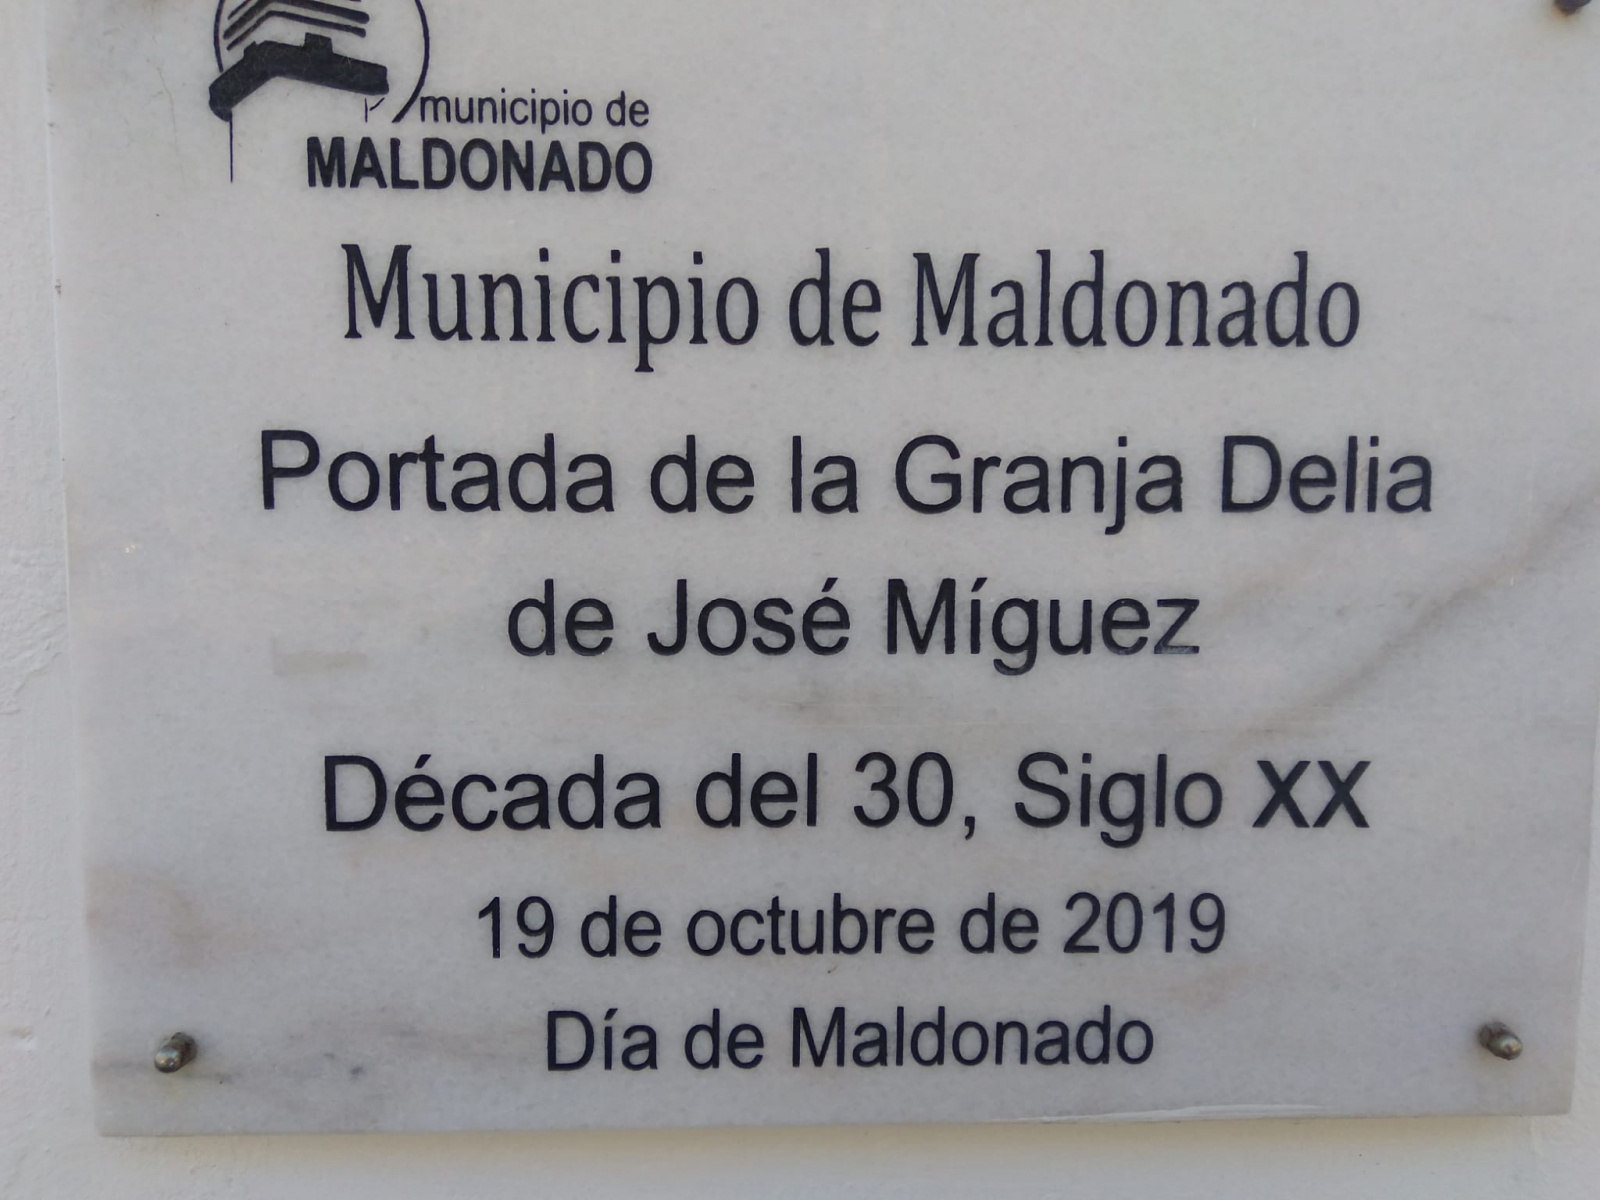 municipio de
MALDONADO
Municipio de Maldonado
Portada de la Granja Delia
de José Míguez
Década del 30, Siglo XX
19 de octubre de 2019
Día de Maldonado